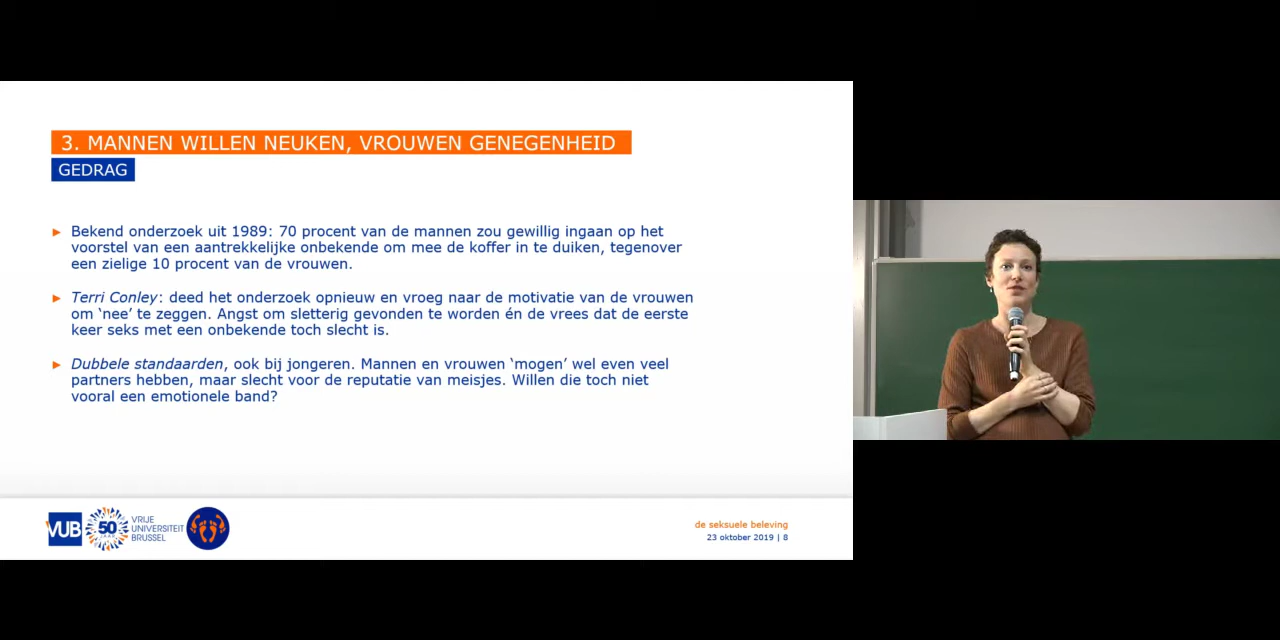 3. MANNEN WILLEN NEUKEN, VROUWEN GENEGENHEID
GEDRAG
► Bekend onderzoek uit 1989: 70 procent van de mannen zou gewillig ingaan op het
voorstel van een aantrekkelijke onbekende om mee de koffer in te duiken, tegenover
een zielige 10 procent van de vrouwen.
► Terri Conley: deed het onderzoek opnieuw en vroeg naar de motivatie van de vrouwen
om ‘nee’ te zeggen. Angst om sletterig gevonden te worden én de vrees dat de eerste
keer seks met een onbekende toch slecht is.
► Dubbele standaarden, ook bij jongeren. Mannen en vrouwen ‘mogen’ wel even veel
partners hebben, maar slecht voor de reputatie van meisjes. Willen die toch niet
vooral een emotionele band?
VUB
50
JAAR
VRIJE
UNIVERSITEIT
BRUSSEL
de seksuele beleving
23 oktober 2019 | 8